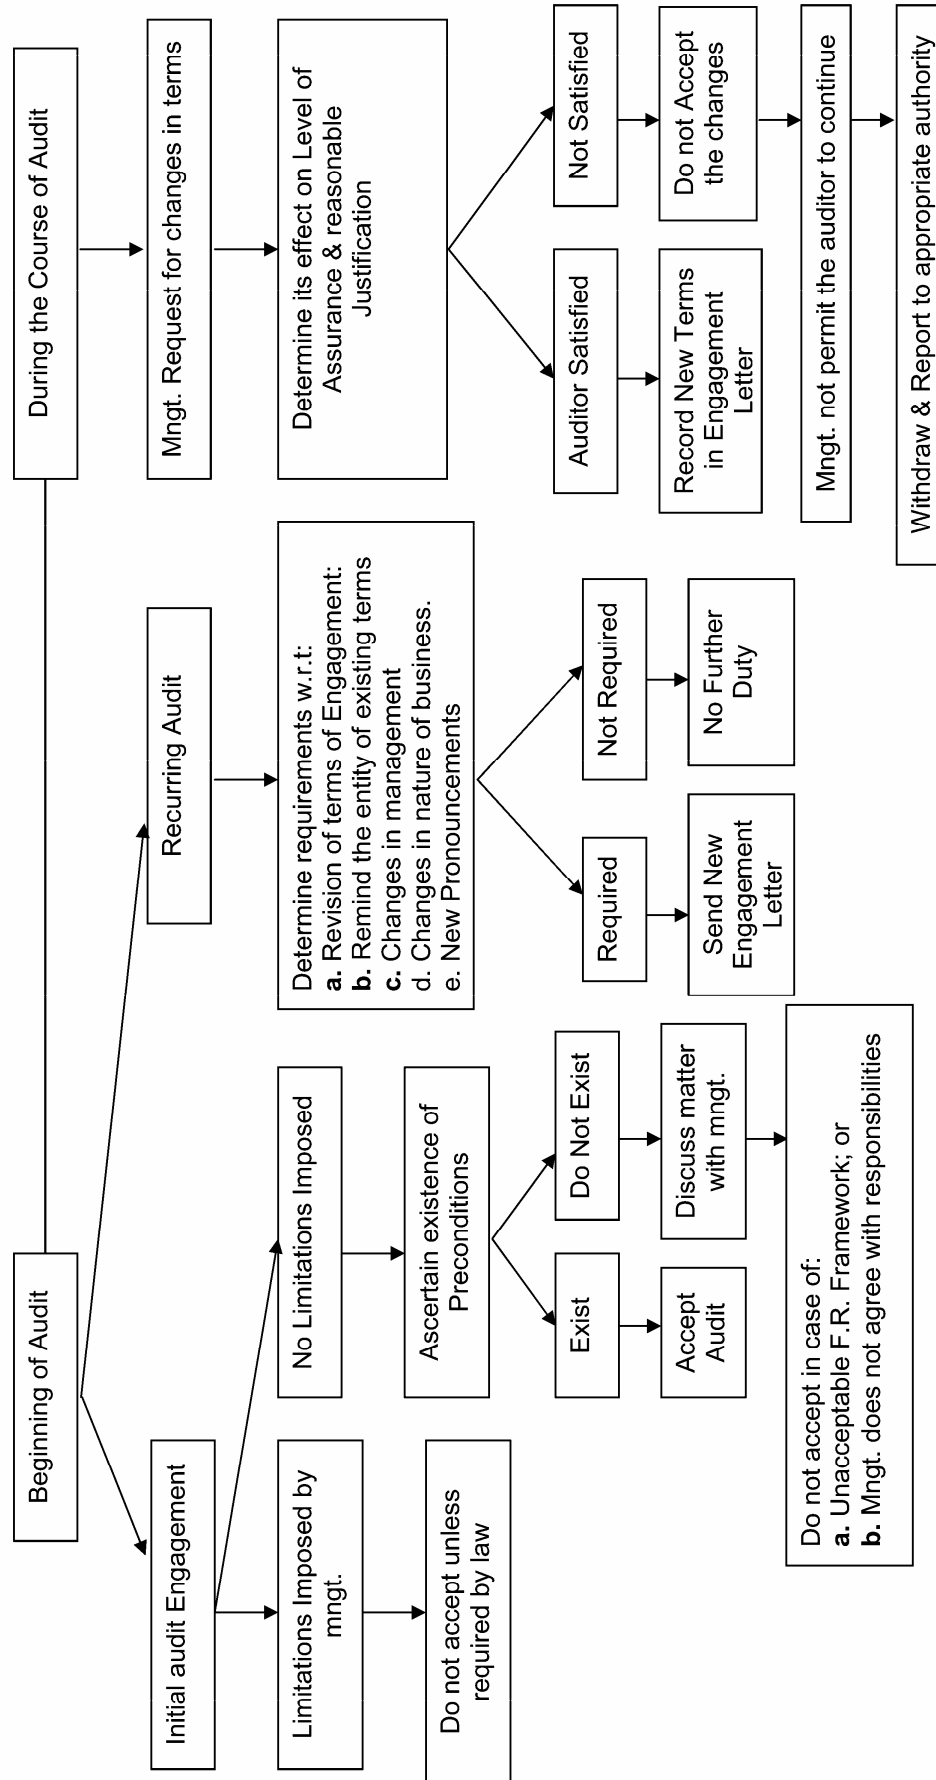 Beginning of Audit
During the Course of Audit
Initial audit Engagement
Recurring Audit
Mngt. Request for changes in terms
Limitations Imposed by
mngt.
No Limitations Imposed
Determine requirements w.r.t:
a. Revision of terms of Engagement:
b. Remind the entity of existing terms
c. Changes in management
d. Changes in nature of business.
e. New Pronouncements
Determine its effect on Level of
Assurance & reasonable
Justification
Do not accept unless
required by law
Ascertain existence of
Preconditions
Exist
Do Not Exist
Required
Not Required
Auditor Satisfied
Not Satisfied
Accept
Audit
Discuss matter
with mngt.
Send New
Engagement
Letter
No Further
Duty
Record New Terms
in Engagement
Letter
Do not Accept
the changes
Do not accept in case of:
a. Unacceptable F.R. Framework; or
b. Mngt. does not agree with responsibilities
Mngt. not permit the auditor to continue
Withdraw & Report to appropriate authority